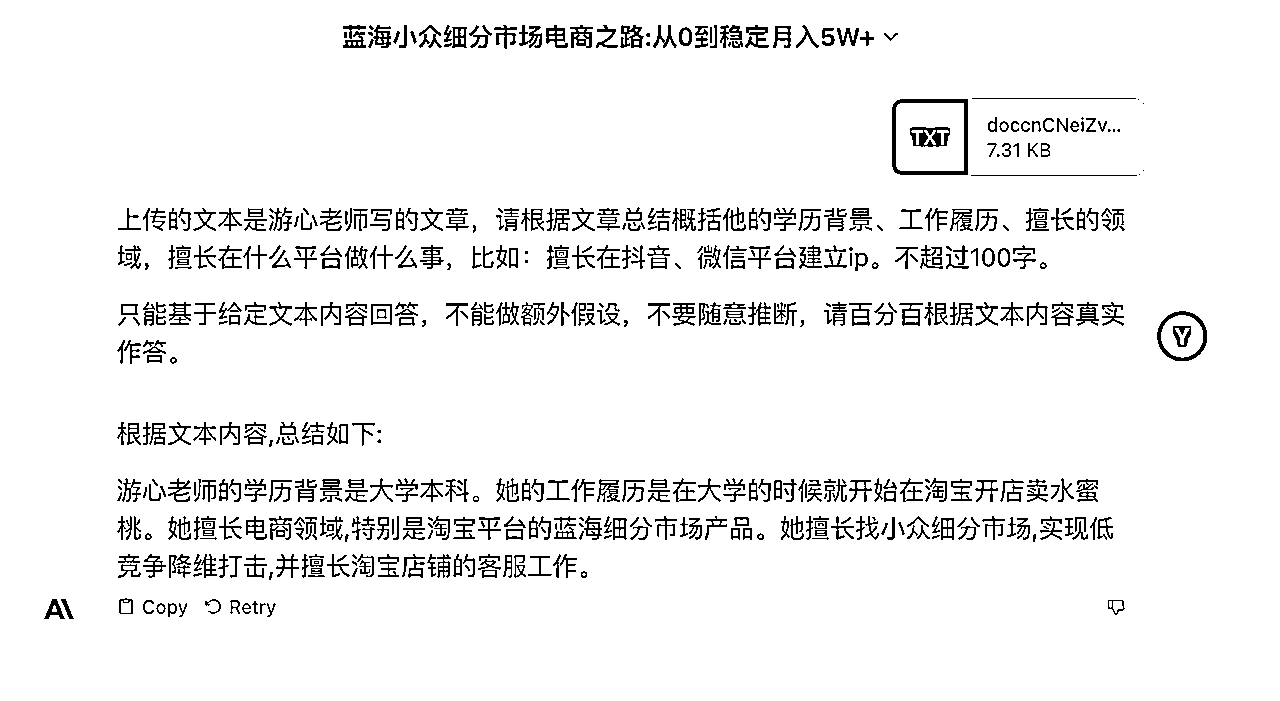 蓝海小众细分市场电商之路:从0到稳定月入5W+
TXT
doccnCNeiZv...
7.31 KB
上传的文本是游心老师写的文章，请根据文章总结概括他的学历背景、工作履历、擅长的领
域，擅长在什么平台做什么事，比如：擅长在抖音、微信平台建立ip。不超过100字。
只能基于给定文本内容回答，不能做额外假设，不要随意推断，请百分百根据文本内容真实
作答。
Y
根据文本内容,总结如下:
游心老师的学历背景是大学本科。她的工作履历是在大学的时候就开始在淘宝开店卖水蜜
桃。她擅长电商领域,特别是淘宝平台的蓝海细分市场产品。她擅长找小众细分市场,实现低
竞争降维打击,并擅长淘宝店铺的客服工作。
A\
Copy
Retry